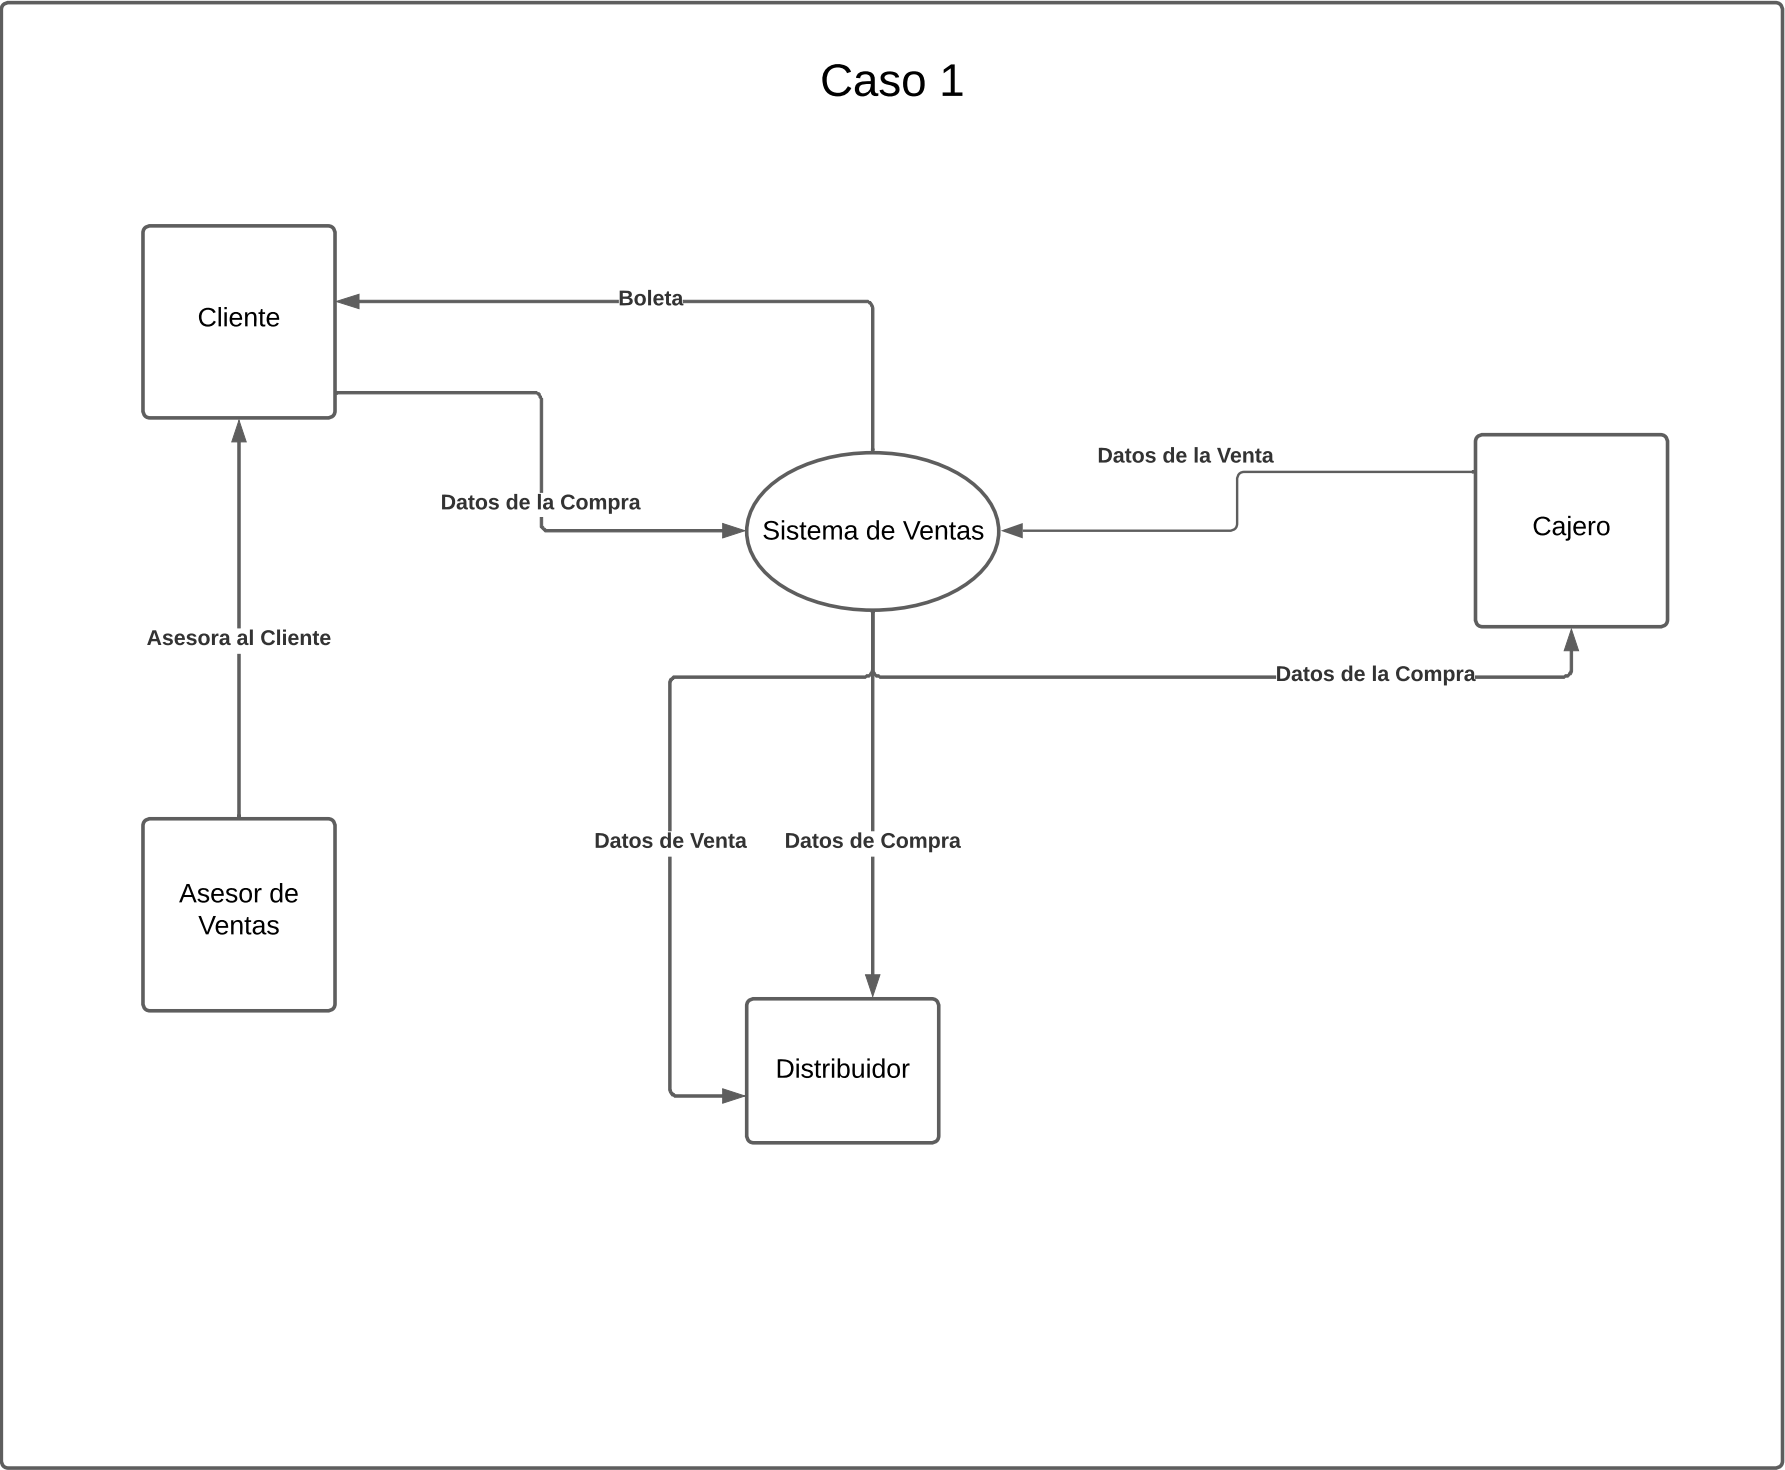 Caso 1
Boleta
Cliente
Datos de la Venta
Datos de la Compra
Sistema de Ventas
Cajero
Asesora al Cliente
Datos de la Compra
Datos de Venta
Datos de Compra
Asesor de
Ventas
Distribuidor